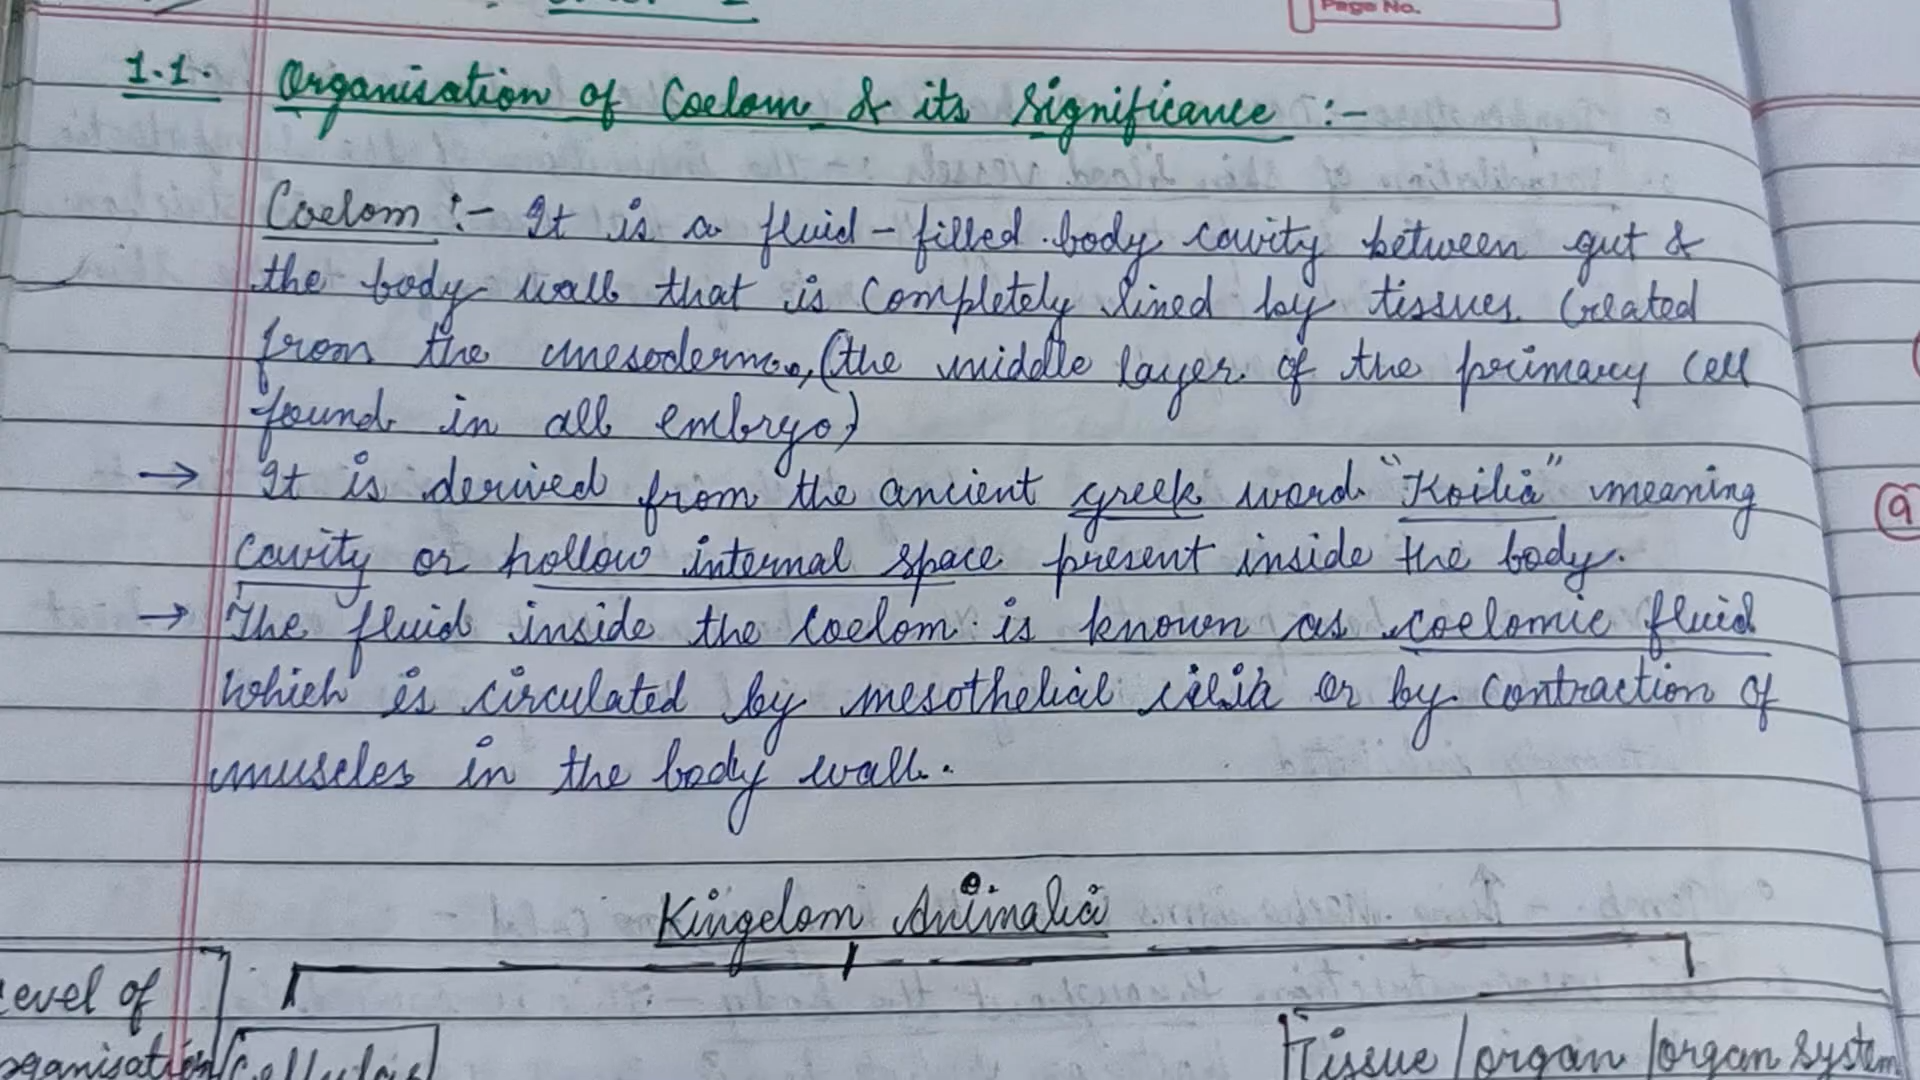 Page No.
1.1. Organisation of Coelom & its Significance :-
Coelom :- It is a fluid-filled body cavity between gut &
the body wall that is completely lined by tissues created
from the mesoderm, (the middle layer of the primary cell
found in all embryo)
→ It is derived from the ancient greek word "Koilia" meaning
cavity or hollow internal space present inside the body.
→ The fluid inside the coelom is known as coelomic fluid
which is circulated by mesothelial cilia or by contraction of
muscles in the body wall.
Kingdom Animalia
evel of
rganisation
Cellular
Tissue/organ/organ system